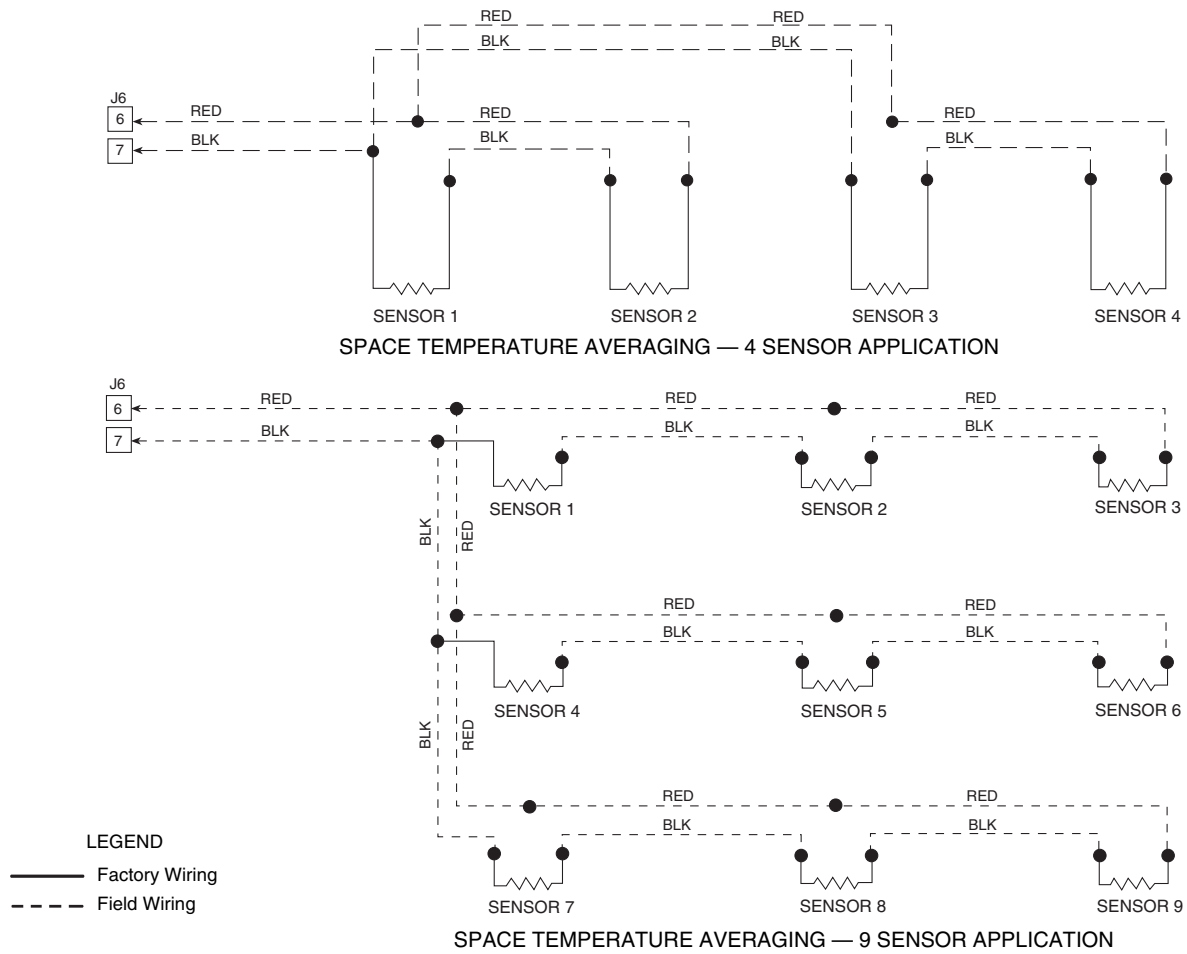 RED RED
BLK BLK
J6
6 RED RED RED
7 BLK BLK BLK
SENSOR 1 SENSOR 2 SENSOR 3 SENSOR 4
SPACE TEMPERATURE AVERAGING — 4 SENSOR APPLICATION
J6
6 RED RED RED
7 BLK BLK BLK
SENSOR 1 SENSOR 2 SENSOR 3
BLK RED
RED RED
BLK BLK
SENSOR 4 SENSOR 5 SENSOR 6
BLK RED
RED RED
BLK BLK
SENSOR 7 SENSOR 8 SENSOR 9
LEGEND
Factory Wiring
Field Wiring
SPACE TEMPERATURE AVERAGING — 9 SENSOR APPLICATION